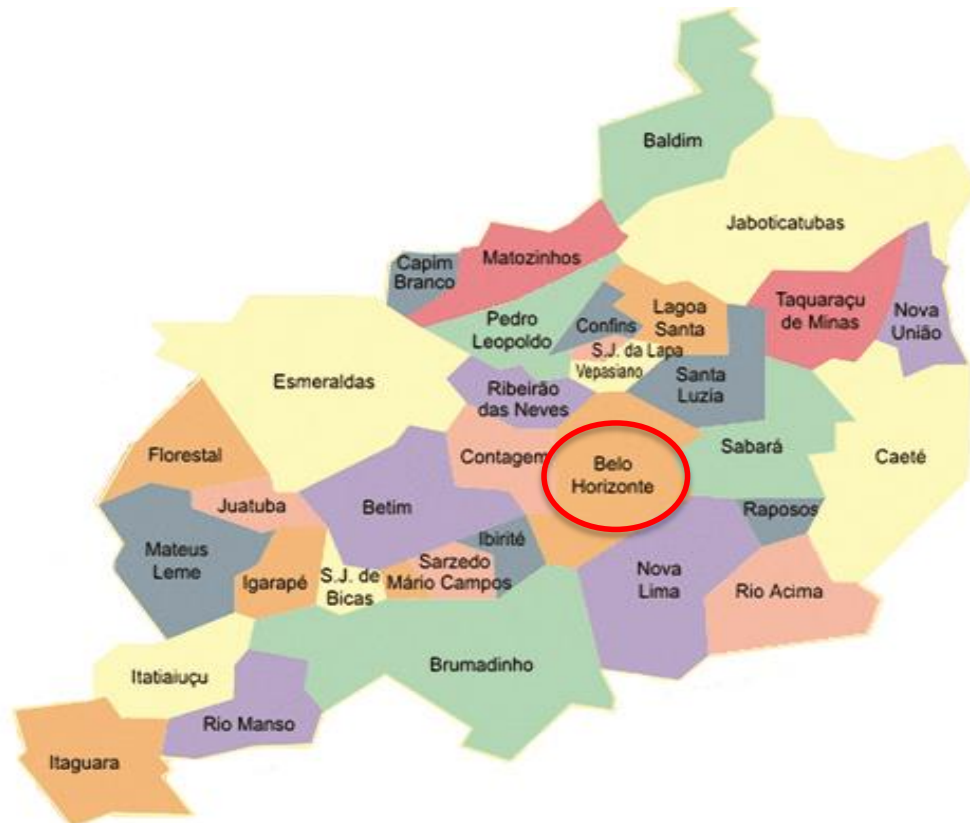 Baldim
Jaboticatubas
Matozinhos
Capim
Branco
Taquaraçu
de Minas
Nova
União
Lagoa
Santa
Pedro
Leopoldo
Confins
S.J. da Lapa
Vepasiano
Esmeraldas
Santa
Luzia
Ribeirão
das Neves
Sabará
Caeté
Florestal
Contagem
Belo
Horizonte
Juatuba
Betim
Raposos
Ibirité
Mateus
Leme
Sarzedo
Mário Campos
Igarapé
S.J. de
Bicas
Nova
Lima
Rio Acima
Brumadinho
Itatiaiuçu
Rio Manso
Itaguara